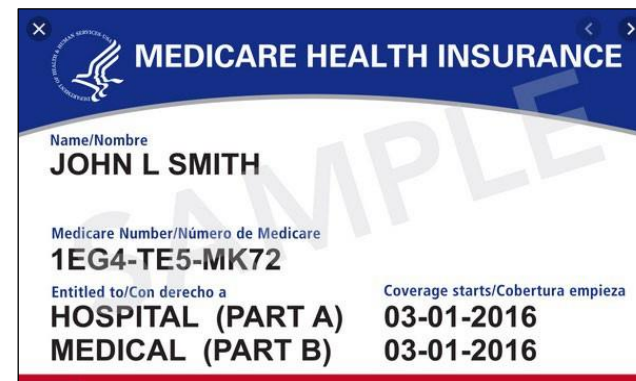 MEDICARE HEALTH INSURANCE
Name/Nombre
JOHN L SMITH
Medicare Number/Número de Medicare
1EG4-TE5-MK72
Entitled to/Con derecho a
Coverage starts/Cobertura empieza
HOSPITAL (PART A) 03-01-2016
MEDICAL (PART B) 03-01-2016
SAMPLE